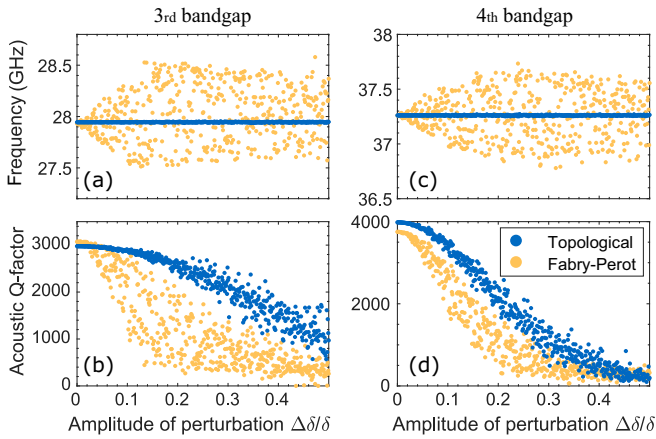 3rd bandgap
4th bandgap
Frequency (GHz)
28.5
28
27.5
(a)
38
37.5
37
36.5
(c)
Acoustic Q-factor
3000
2000
1000
0
(b)
0
0.1
0.2
0.3
0.4
Amplitude of perturbation Δδ/δ
4000
2000
0
(d)
Topological
Fabry-Perot
0
0.1
0.2
0.3
0.4
Amplitude of perturbation Δδ/δ